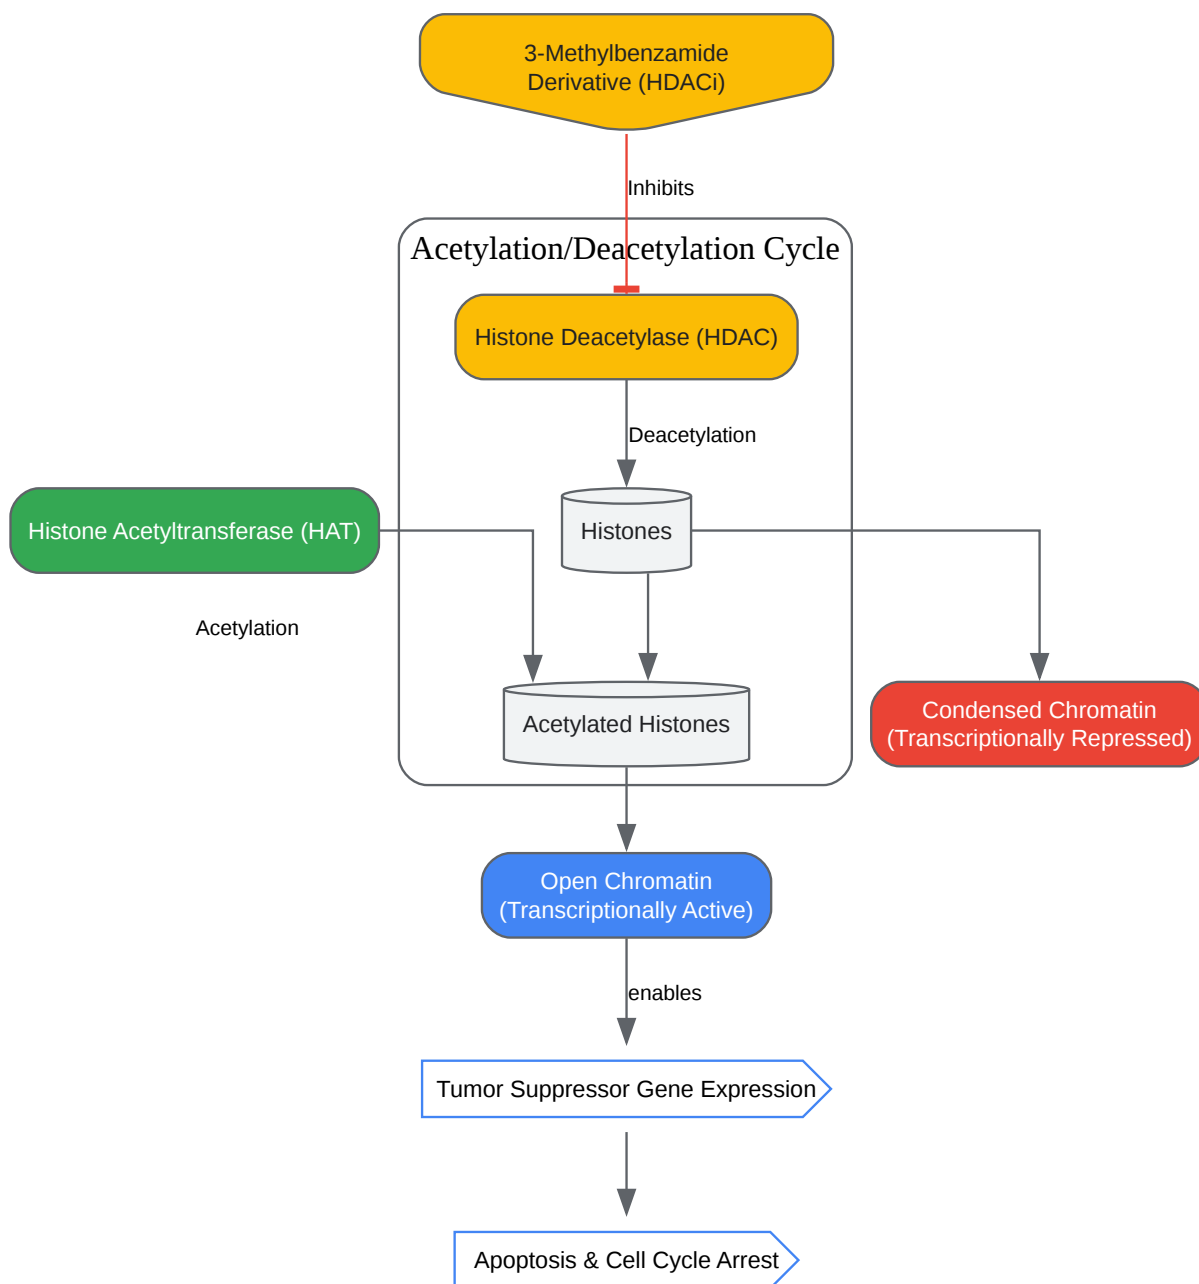 3-Methylbenzamide
Derivative (HDACi)
Inhibits
Acetylation/Deacetylation Cycle
Histone Deacetylase (HDAC)
Deacetylation
Histone Acetyltransferase (HAT)
Histones
Acetylation
Acetylated Histones
Condensed Chromatin
(Transcriptionally Repressed)
Open Chromatin
(Transcriptionally Active)
enables
Tumor Suppressor Gene Expression
Apoptosis & Cell Cycle Arrest